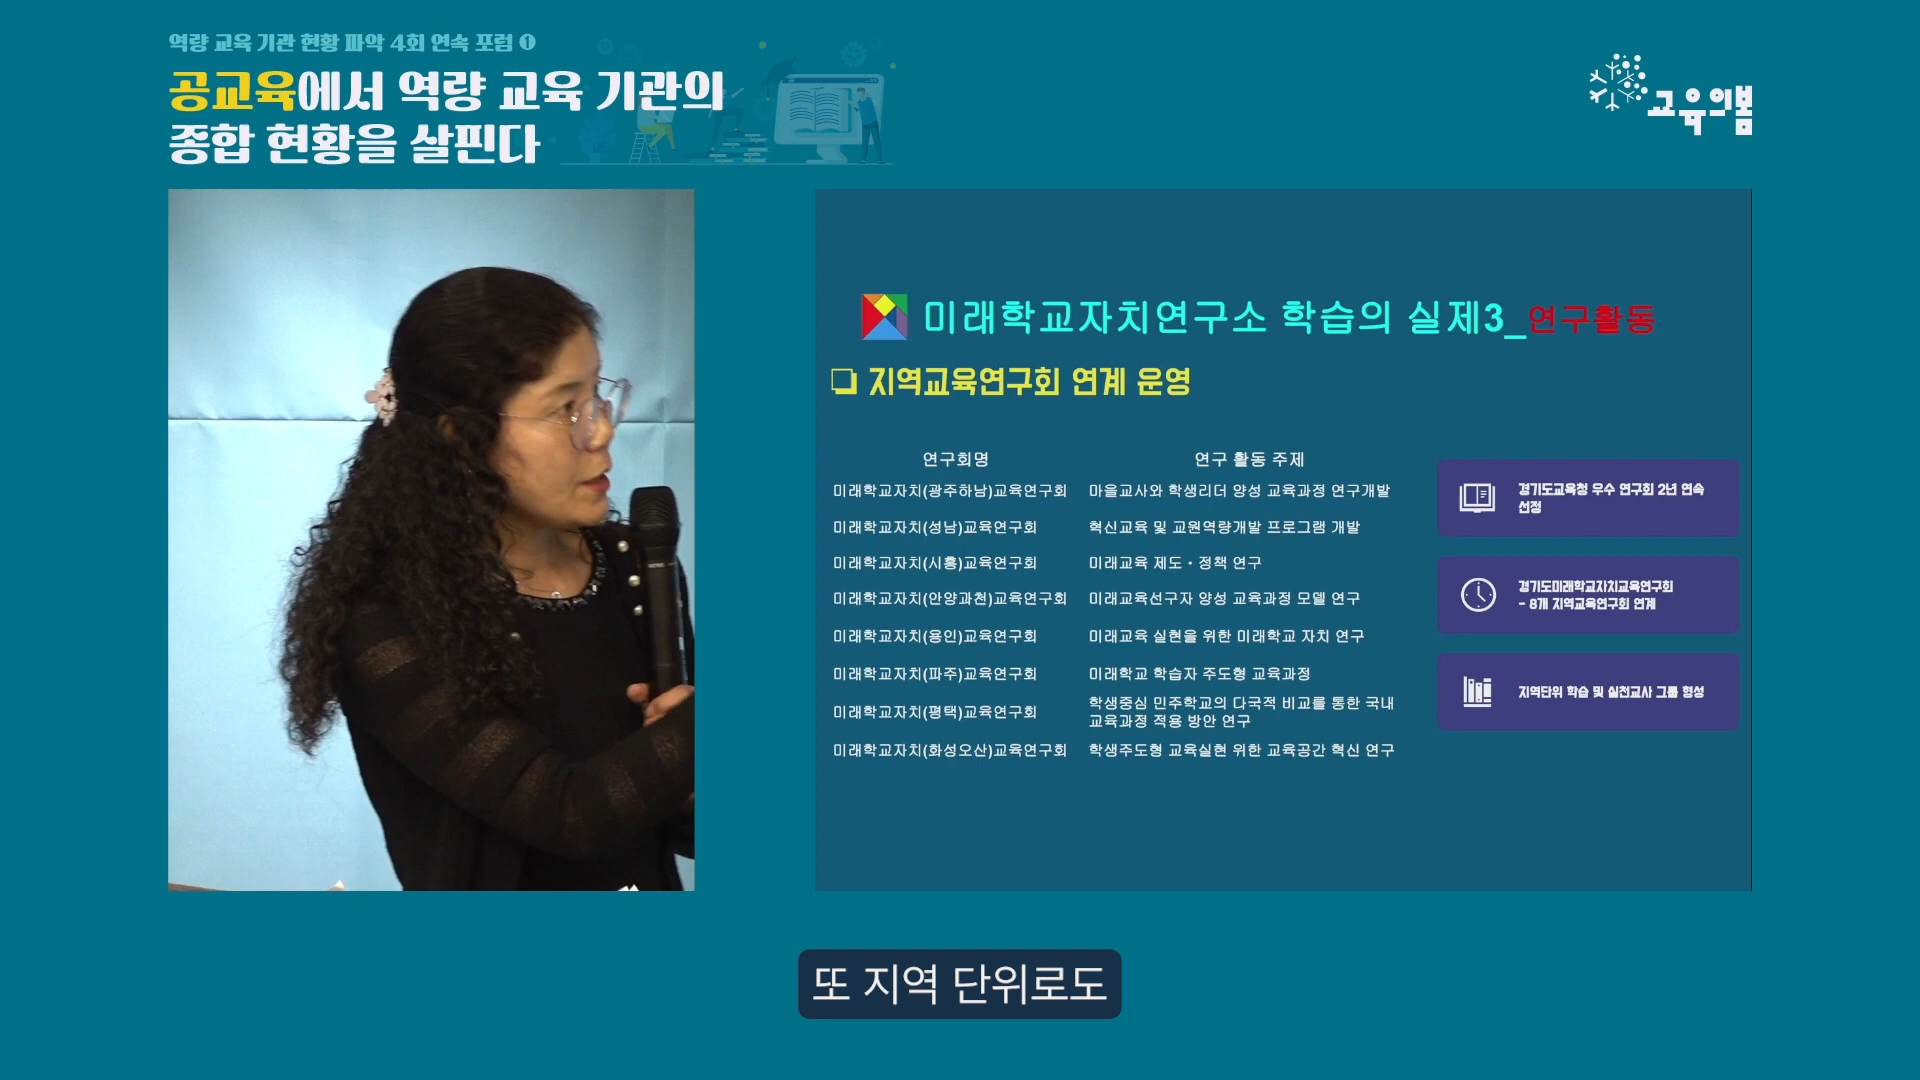 역량 교육 기관 현황 파악 4회 연속 포럼 ❶
공교육에서 역량 교육 기관의
종합 현황을 살핀다
교육의봄
미래학교자치연구소 학습의 실제3_연구활동
❏ 지역교육연구회 연계 운영
연구회명 연구 활동 주제
미래학교자치(광주하남)교육연구회 마을교사와 학생리더 양성 교육과정 연구개발
미래학교자치(성남)교육연구회 혁신교육 및 교원역량개발 프로그램 개발
미래학교자치(시흥)교육연구회 미래교육 제도·정책 연구
미래학교자치(안양과천)교육연구회 미래교육선구자 양성 교육과정 모델 연구
미래학교자치(용인)교육연구회 미래교육 실현을 위한 미래학교 자치 연구
미래학교자치(파주)교육연구회 미래학교 학습자 주도형 교육과정
미래학교자치(평택)교육연구회 학생중심 민주학교의 다국적 비교를 통한 국내
교육과정 적용 방안 연구
미래학교자치(화성오산)교육연구회 학생주도형 교육실현 위한 교육공간 혁신 연구
경기도교육청 우수 연구회 2년 연속
선정
경기도미래학교자치교육연구회
- 8개 지역교육연구회 연계
지역단위 학습 및 실천교사 그룹 형성
또 지역 단위로도